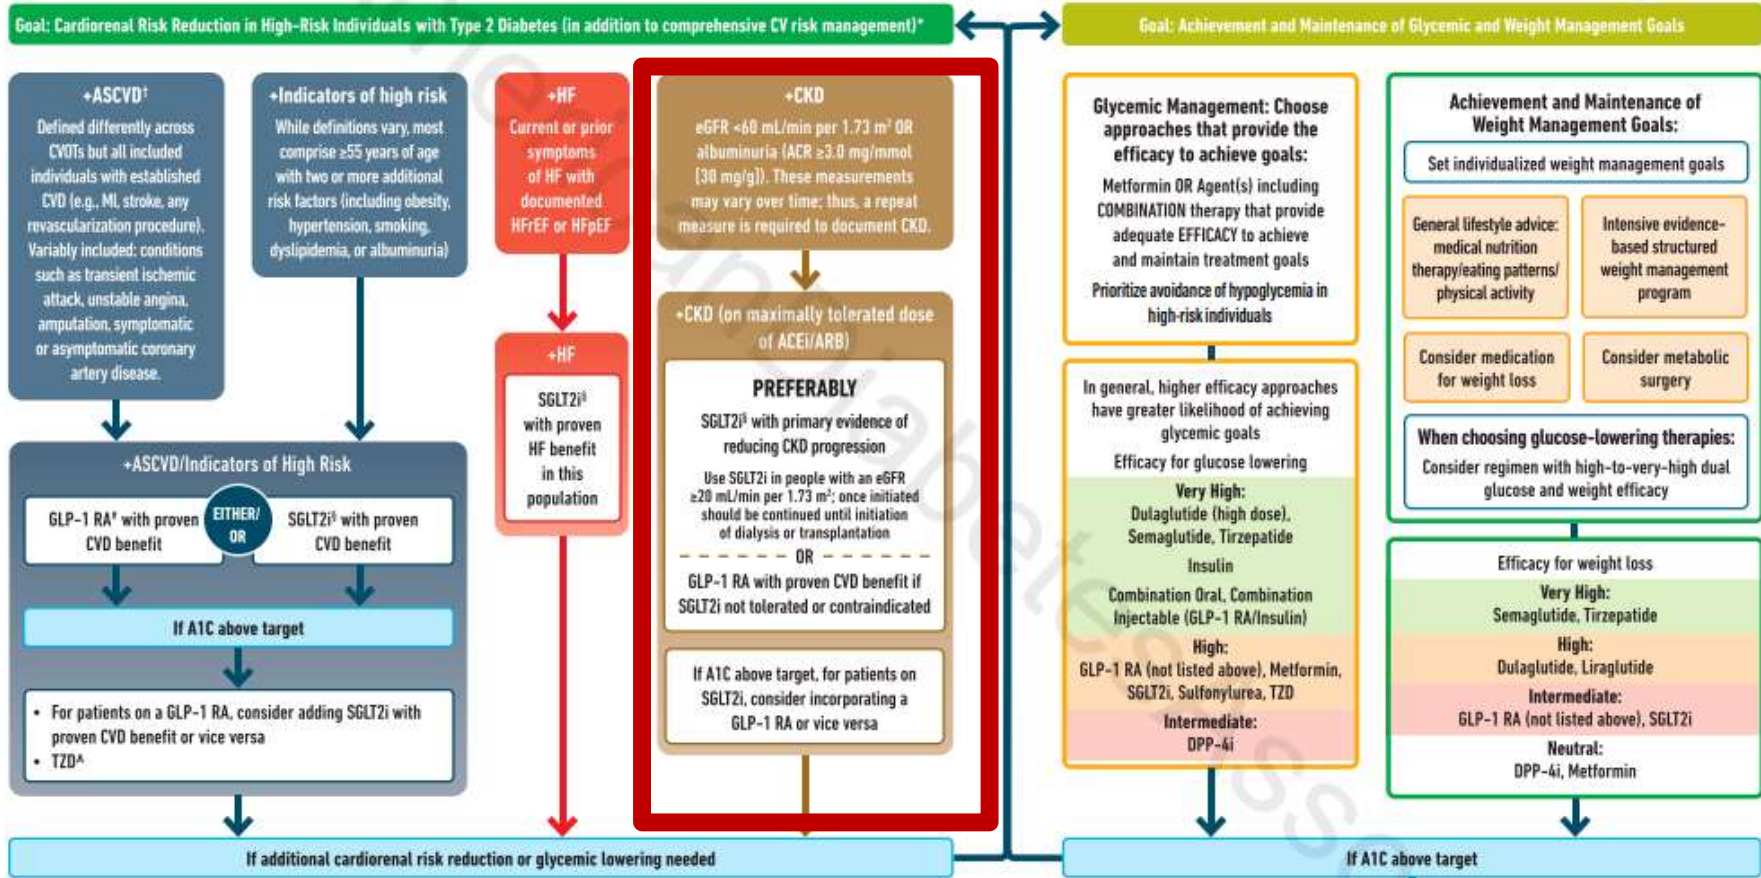 Goal: Cardiorenal Risk Reduction in High-Risk Individuals with Type 2 Diabetes (in addition to comprehensive CV risk management)*
+ASCVD†
Defined differently across
CVOTs but all included
individuals with established
CVD (e.g., MI, stroke, any
revascularization procedure).
Variably included: conditions
such as transient ischemic
attack, unstable angina,
amputation, symptomatic
or asymptomatic coronary
artery disease.
+Indicators of high risk
While definitions vary, most
comprise ≥55 years of age
with two or more additional
risk factors (including obesity,
hypertension, smoking,
dyslipidemia, or albuminuria)
+ASCVD/Indicators of High Risk
GLP-1 RA# with proven
CVD benefit
EITHER/
OR
SGLT2i§ with proven
CVD benefit
If A1C above target
• For patients on a GLP-1 RA, consider adding SGLT2i with
proven CVD benefit or vice versa
• TZD^
+HF
Current or prior
symptoms
of HF with
documented
HFrEF or HFpEF
+HF
SGLT2i§
with proven
HF benefit
in this
population
+CKD
eGFR <60 mL/min per 1.73 m² OR
albuminuria (ACR ≥3.0 mg/mmol
[30 mg/g]). These measurements
may vary over time; thus, a repeat
measure is required to document CKD.
+CKD (on maximally tolerated dose
of ACEi/ARB)
PREFERABLY
SGLT2i§ with primary evidence of
reducing CKD progression
Use SGLT2i in people with an eGFR
≥20 mL/min per 1.73 m²; once initiated
should be continued until initiation
of dialysis or transplantation
OR
GLP-1 RA with proven CVD benefit if
SGLT2i not tolerated or contraindicated
If A1C above target, for patients on
SGLT2i, consider incorporating a
GLP-1 RA or vice versa
If additional cardiorenal risk reduction or glycemic lowering needed
Goal: Achievement and Maintenance of Glycemic and Weight Management Goals
Glycemic Management: Choose
approaches that provide the
efficacy to achieve goals:
Metformin OR Agent(s) including
COMBINATION therapy that provide
adequate EFFICACY to achieve
and maintain treatment goals
Prioritize avoidance of hypoglycemia in
high-risk individuals
In general, higher efficacy approaches
have greater likelihood of achieving
glycemic goals
Efficacy for glucose lowering
Very High:
Dulaglutide (high dose),
Semaglutide, Tirzepatide
Insulin
Combination Oral, Combination
Injectable (GLP-1 RA/Insulin)
High:
GLP-1 RA (not listed above), Metformin,
SGLT2i, Sulfonylurea, TZD
Intermediate:
DPP-4i
Achievement and Maintenance of
Weight Management Goals:
Set individualized weight management goals
General lifestyle advice:
medical nutrition
therapy/eating patterns/
physical activity
Intensive evidence-
based structured
weight management
program
Consider medication
for weight loss
Consider metabolic
surgery
When choosing glucose-lowering therapies:
Consider regimen with high-to-very-high dual
glucose and weight efficacy
Efficacy for weight loss
Very High:
Semaglutide, Tirzepatide
High:
Dulaglutide, Liraglutide
Intermediate:
GLP-1 RA (not listed above), SGLT2i
Neutral:
DPP-4i, Metformin
If A1C above target